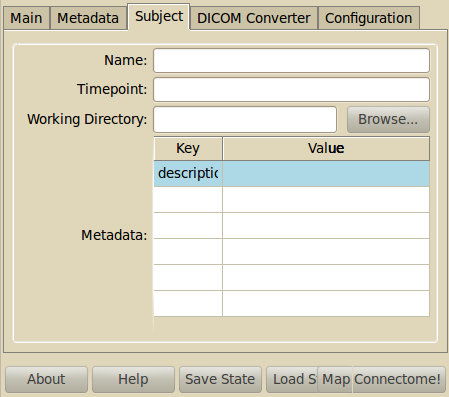 Main Metadata Subject DICOM Converter Configuration
Name:
Timepoint:
Working Directory: Browse...
Key Value
descriptic
Metadata:
About Help Save State Load S Map Connectome!